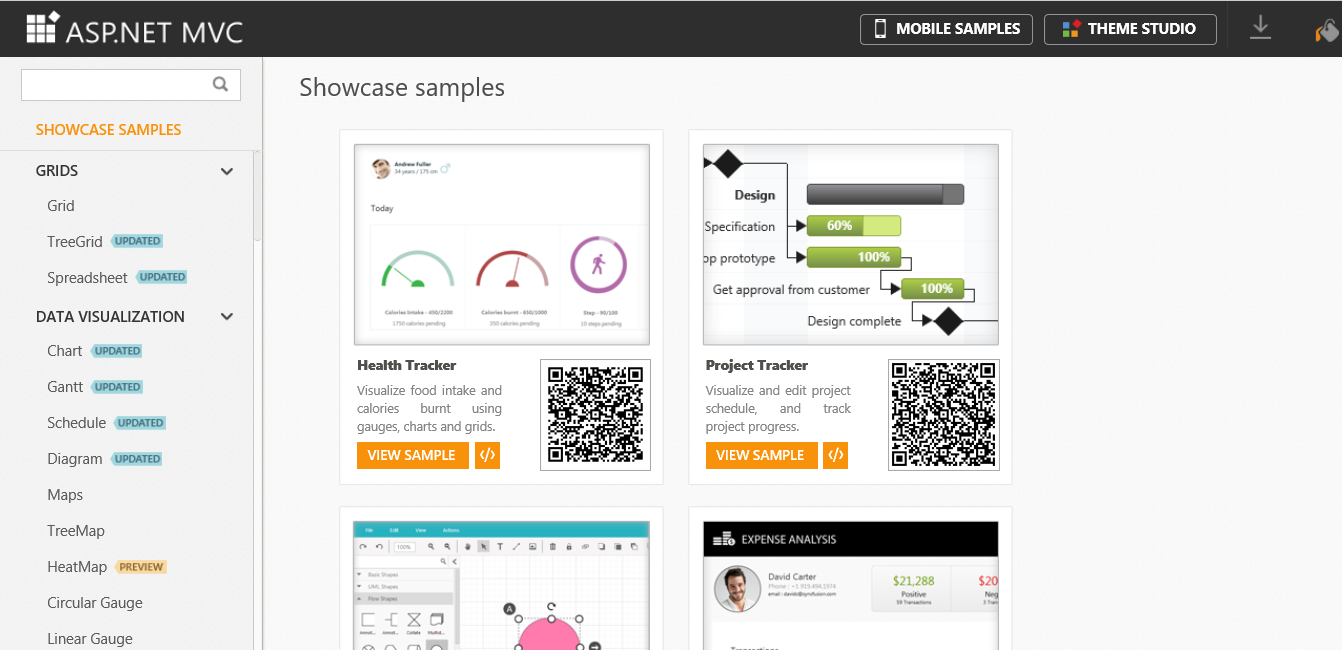 ASP.NET MVC
MOBILE SAMPLES
THEME STUDIO
SHOWCASE SAMPLES
GRIDS
Grid
TreeGrid UPDATED
Spreadsheet UPDATED
DATA VISUALIZATION
Chart UPDATED
Gantt UPDATED
Schedule UPDATED
Diagram UPDATED
Maps
TreeMap
HeatMap PREVIEW
Circular Gauge
Linear Gauge
Showcase samples
Andrew Fuller
34 years / 175 cm
Today
Calories Intake - 450/2200
1750 calories pending
Calories burnt - 650/1000
350 calories pending
Step - 90/100
10 steps pending
Health Tracker
Visualize food intake and
calories burnt using
gauges, charts and grids.
VIEW SAMPLE </>
Design
Specification 60%
op prototype 100%
Get approval from customer 100%
Design complete
Project Tracker
Visualize and edit project
schedule, and track
project progress.
VIEW SAMPLE </>
File Edit View Actions
100%
Basic Shapes
UML Shapes
Flow Shapes
Annot...
Annot...
Collate
A
EXPENSE ANALYSIS
David Carter
Phone : +1 919.494.1974
$21,288
Positive
59 Transactions
$20
Neg